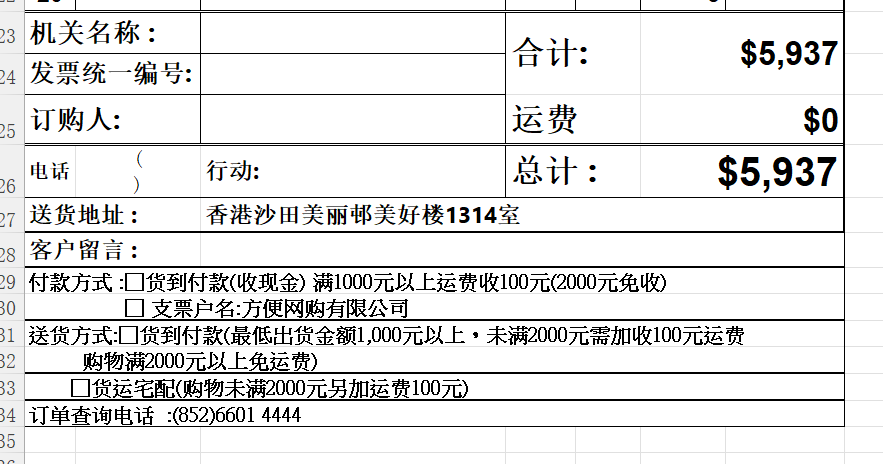 23 机关名称 : 合计: $5,937
24 发票统一编号:
25 订购人: 运费 $0
26 电话 ( ) 行动: 总计 : $5,937
27 送货地址 : 香港沙田美丽邨美好楼1314室
28 客户留言 :
29 付款方式 :□货到付款(收现金) 满1000元以上运费收100元(2000元免收)
30 □ 支票户名:方便网购有限公司
31 送货方式:□货到付款(最低出货金额1,000元以上，未满2000元需加收100元运费
32 购物满2000元以上免运费)
33 □货运宅配(购物未满2000元另加运费100元)
34 订单查询电话 :(852)6601 4444
35